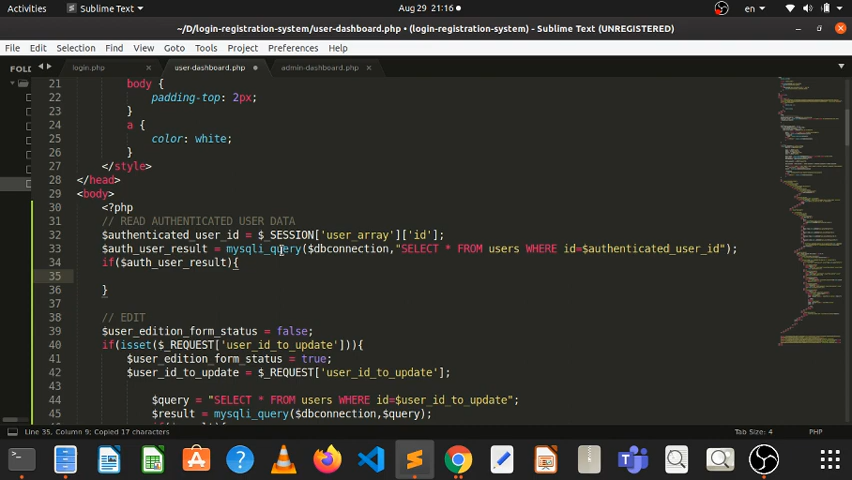 Activities
Sublime Text ▾
Aug 29 21:16
en
~/D/login-registration-system/user-dashboard.php (login-registration-system) - Sublime Text (UNREGISTERED)
File Edit Selection Find View Goto Tools Project Preferences Help
FOL
login.php
user-dashboard.php
admin-dashboard.php
21 body {
22 padding-top: 2px;
23 }
24 a {
25 color: white;
26 }
27 </style>
28 </head>
29 <body>
30 <?php
31 // READ AUTHENTICATED USER DATA
32 $authenticated_user_id = $_SESSION['user_array']['id'];
33 $auth_user_result = mysqli_query($dbconnection,"SELECT * FROM users WHERE id=$authenticated_user_id");
34 if($auth_user_result){
35
36 }
37
38 // EDIT
39 $user_edition_form_status = false;
40 if(isset($_REQUEST['user_id_to_update'])){
41 $user_edition_form_status = true;
42 $user_id_to_update = $_REQUEST['user_id_to_update'];
43
44 $query = "SELECT * FROM users WHERE id=$user_id_to_update";
45 $result = mysqli_query($dbconnection,$query);
Line 35, Column 9; Copied 17 characters
Tab Size: 4
PHP